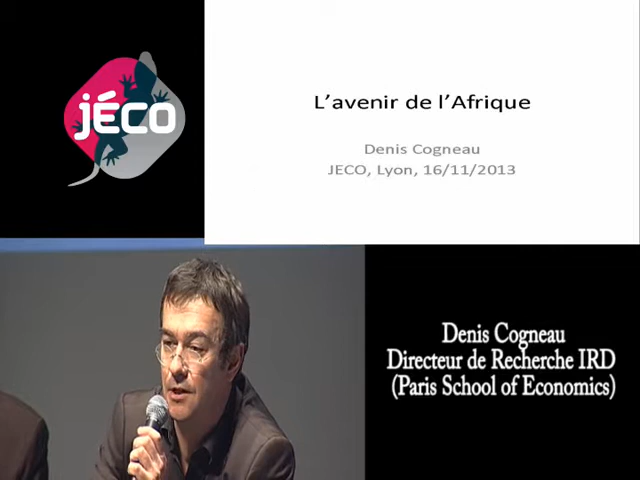 jÉCO
L'avenir de l'Afrique
Denis Cogneau
JECO, Lyon, 16/11/2013
Denis Cogneau
Directeur de Recherche IRD
(Paris School of Economics)